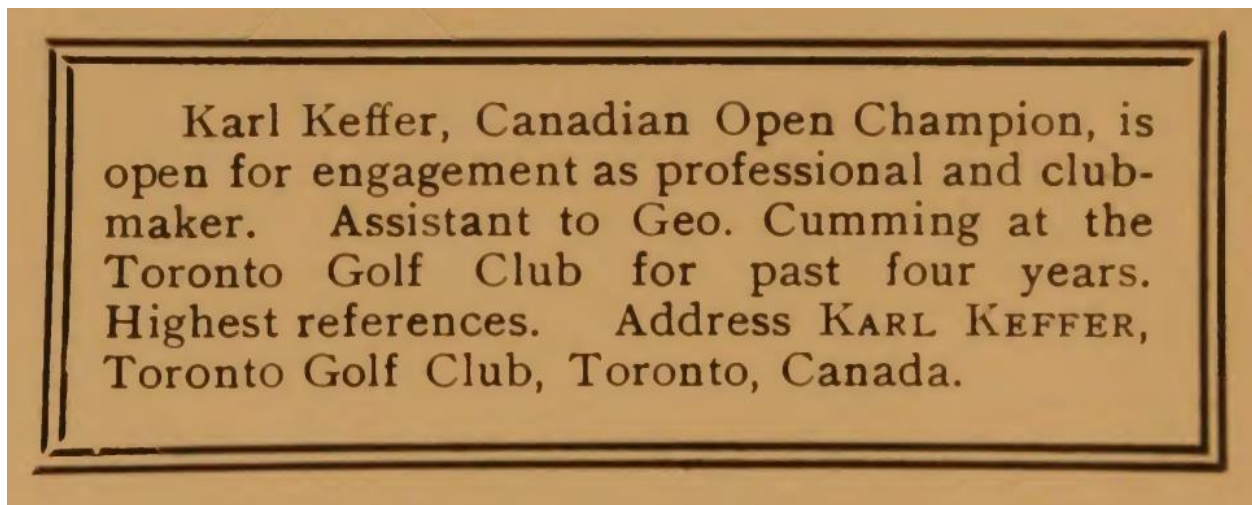 Karl Keffer, Canadian Open Champion, is
open for engagement as professional and club-
maker. Assistant to Geo. Cumming at the
Toronto Golf Club for past four years.
Highest references. Address KARL KEFFER,
Toronto Golf Club, Toronto, Canada.